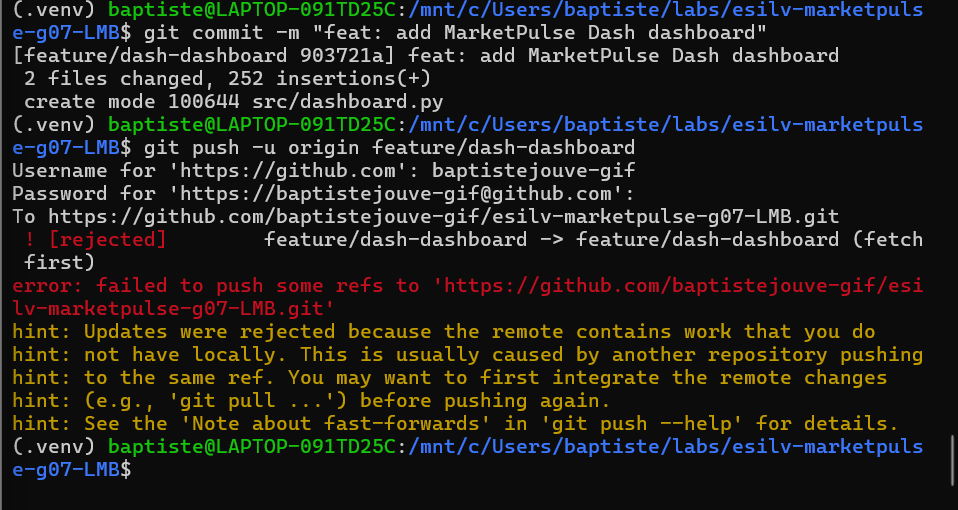 (.venv) baptiste@LAPTOP-091TD25C:/mnt/c/Users/baptiste/labs/esilv-marketpuls
e-g07-LMB$ git commit -m "feat: add MarketPulse Dash dashboard"
[feature/dash-dashboard 903721a] feat: add MarketPulse Dash dashboard
 2 files changed, 252 insertions(+)
 create mode 100644 src/dashboard.py
(.venv) baptiste@LAPTOP-091TD25C:/mnt/c/Users/baptiste/labs/esilv-marketpuls
e-g07-LMB$ git push -u origin feature/dash-dashboard
Username for 'https://github.com': baptistejouve-gif
Password for 'https://baptistejouve-gif@github.com':
To https://github.com/baptistejouve-gif/esilv-marketpulse-g07-LMB.git
 ! [rejected]        feature/dash-dashboard -> feature/dash-dashboard (fetch
 first)
error: failed to push some refs to 'https://github.com/baptistejouve-gif/esi
lv-marketpulse-g07-LMB.git'
hint: Updates were rejected because the remote contains work that you do
hint: not have locally. This is usually caused by another repository pushing
hint: to the same ref. You may want to first integrate the remote changes
hint: (e.g., 'git pull ...') before pushing again.
hint: See the 'Note about fast-forwards' in 'git push --help' for details.
(.venv) baptiste@LAPTOP-091TD25C:/mnt/c/Users/baptiste/labs/esilv-marketpuls
e-g07-LMB$